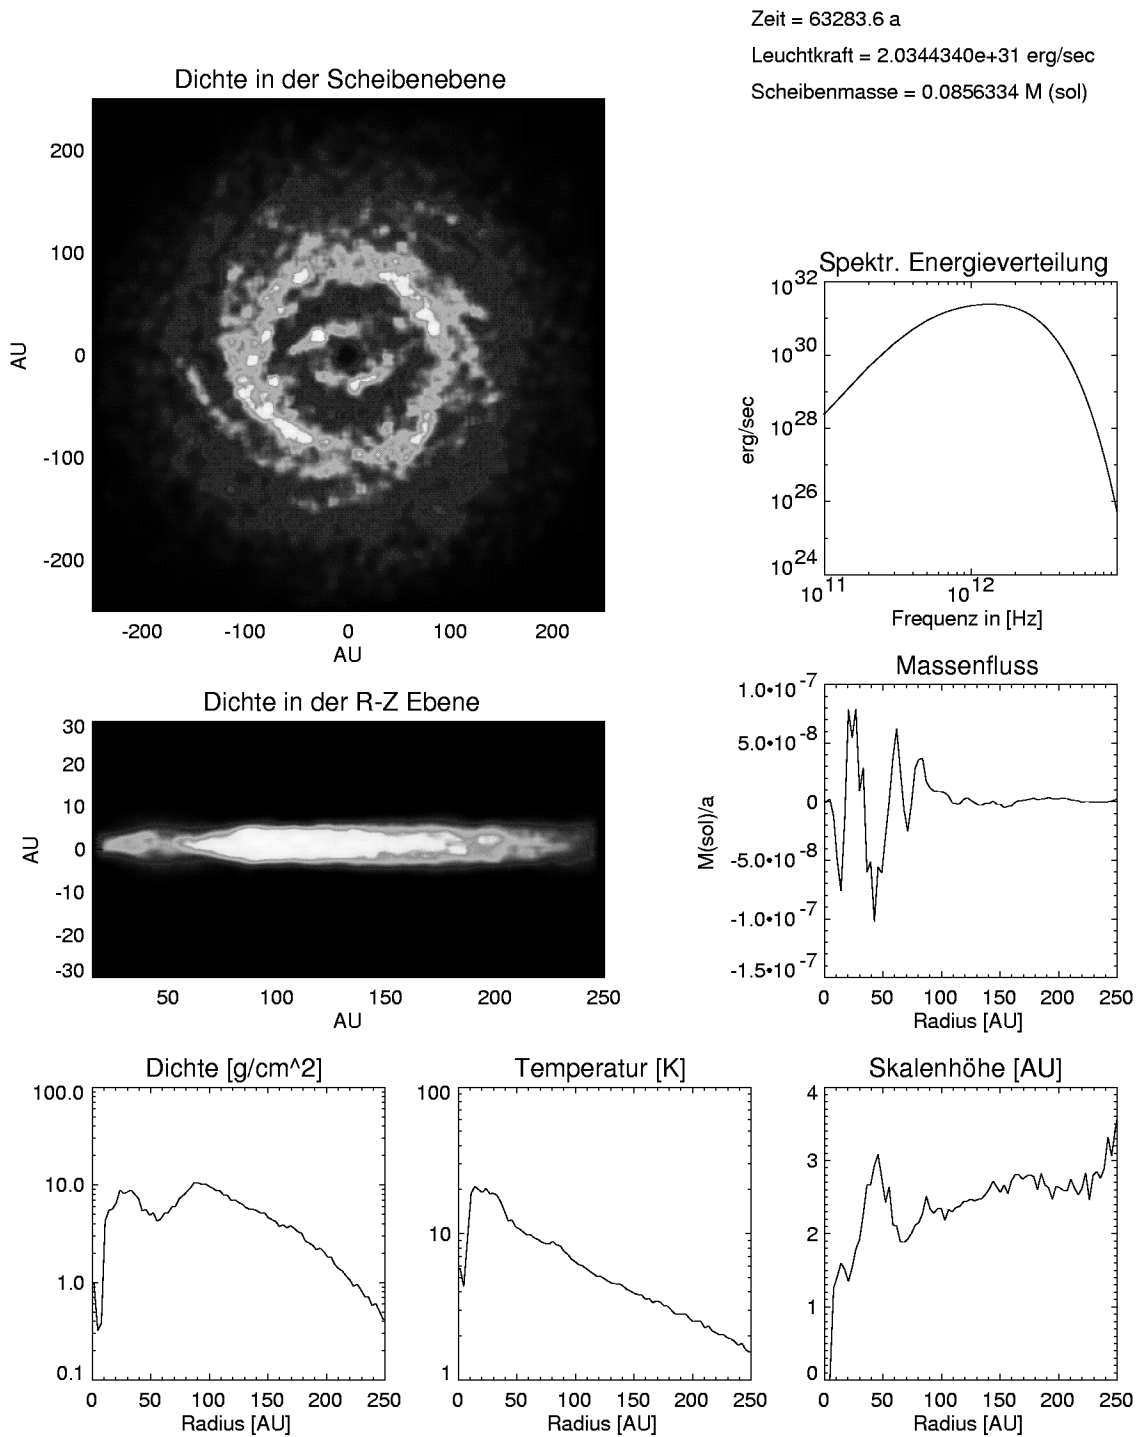 Zeit = 63283.6 a
Leuchtkraft = 2.0344340e+31 erg/sec
Scheibenmasse = 0.0856334 M (sol)
Dichte in der Scheibenebene
200
100
0
-100
-200
AU
-200 -100 0 100 200
AU
Spektr. Energieverteilung
10^32
10^30
10^28
10^26
10^24
erg/sec
10^11 10^12
Frequenz in [Hz]
Dichte in der R-Z Ebene
30
20
10
0
-10
-20
-30
AU
50 100 150 200 250
AU
Massenfluss
1.0•10^-7
5.0•10^-8
0
-5.0•10^-8
-1.0•10^-7
-1.5•10^-7
M(sol)/a
0 50 100 150 200 250
Radius [AU]
Dichte [g/cm^2]
100.0
10.0
1.0
0.1
0 50 100 150 200 250
Radius [AU]
Temperatur [K]
100
10
1
0 50 100 150 200 250
Radius [AU]
Skalenhöhe [AU]
4
3
2
1
0
0 50 100 150 200 250
Radius [AU]